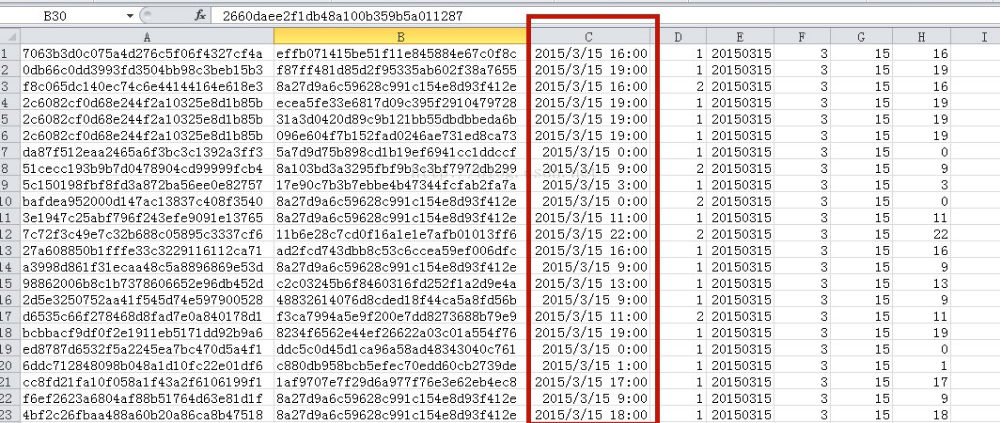 B30 fx 2660daee2f1db48a100b359b5a011287
A B C D E F G H I
1 7063b3d0c075a4d276c5f06f4327cf4a effb071415be51f11e845884e67c0f8c 2015/3/15 16:00 1 20150315 3 15 16
2 0db66c0dd3993fd3504bb98c3beb15b3 f87ff481d85d2f95335ab602f38a7655 2015/3/15 19:00 1 20150315 3 15 19
3 f8c065dc140ec74c6e44144164e618e3 8a27d9a6c59628c991c154e8d93f412e 2015/3/15 16:00 2 20150315 3 15 16
4 2c6082cf0d68e244f2a10325e8d1b85b ecea5fe33e6817d09c395f2910479728 2015/3/15 19:00 1 20150315 3 15 19
5 2c6082cf0d68e244f2a10325e8d1b85b 31a3d0420d89c9b121bb55dbdbbeda6b 2015/3/15 19:00 1 20150315 3 15 19
6 2c6082cf0d68e244f2a10325e8d1b85b 096e604f7b152fad0246ae731ed8ca73 2015/3/15 19:00 1 20150315 3 15 19
7 da87f512eaa2465a6f3bc3c1392a3ff3 5a7d9d75b898cd1b19ef6941cc1ddccf 2015/3/15 0:00 1 20150315 3 15 0
8 51cecc193b9b7d0478904cd99999fcb4 8a103bd3a3295fbf9b8c3bf7972db298 2015/3/15 9:00 2 20150315 3 15 9
9 5c150198fbf8fd3a872ba56ee0e82757 17e90c7b3b7ebbe4b47344fcfab2fa7a 2015/3/15 3:00 1 20150315 3 15 3
10 bafdea952000d147ac13837c408f3540 8a27d9a6c59628c991c154e8d93f412e 2015/3/15 0:00 2 20150315 3 15 0
11 3e1947c25abf796f243efe9091e13765 8a27d9a6c59628c991c154e8d93f412e 2015/3/15 11:00 1 20150315 3 15 11
12 7c72f3c49e7c32b688c05895c3337cf6 11b6e28c7cd0f16a1e1e7afb01013ff6 2015/3/15 22:00 2 20150315 3 15 22
13 27a608850b1fffe33c3229116112ca71 ad2fcd743dbb8c53c6ccea59ef006dfc 2015/3/15 16:00 1 20150315 3 15 16
14 a3998d861f31ecaa48c5a8896869e53d 8a27d9a6c59628c991c154e8d93f412e 2015/3/15 9:00 1 20150315 3 15 9
15 98862006b8c1b7378606652e96db452d c2c03245b6f8460316fd252f1a2d9e4a 2015/3/15 13:00 1 20150315 3 15 13
16 2d5e3250752aa41f545d74e597900528 48832614076d8cded18f44ca5a8fd56b 2015/3/15 9:00 1 20150315 3 15 9
17 d6535c66f278468d8fad7e0a840178d1 f3ca7994a5e9f200e7dd8273688b79e9 2015/3/15 11:00 2 20150315 3 15 11
18 bcbbacf9df0f2e1911eb5171dd92b9a6 8234f6562e44ef26622a03c01a554f76 2015/3/15 19:00 1 20150315 3 15 19
19 ed8787d6532f5a2245ea7bc470d5a4f1 ddc5c0d45d1ca96a58ad48343040c761 2015/3/15 0:00 1 20150315 3 15 0
20 6ddc712848098b048a1d10fc22e01df6 c880db958bcb5efec70edd60cb2739de 2015/3/15 1:00 1 20150315 3 15 1
21 cc8fd21fa10f058a1f43a2f6106199f1 1af9707e7f29d6a977f76e3e62eb4ec8 2015/3/15 17:00 1 20150315 3 15 17
22 f6ef2623a6804af88b51764d63e81d1f 8a27d9a6c59628c991c154e8d93f412e 2015/3/15 9:00 1 20150315 3 15 9
23 4bf2c26fbaa488a60b20a86ca8b47518 8a27d9a6c59628c991c154e8d93f412e 2015/3/15 18:00 1 20150315 3 15 18